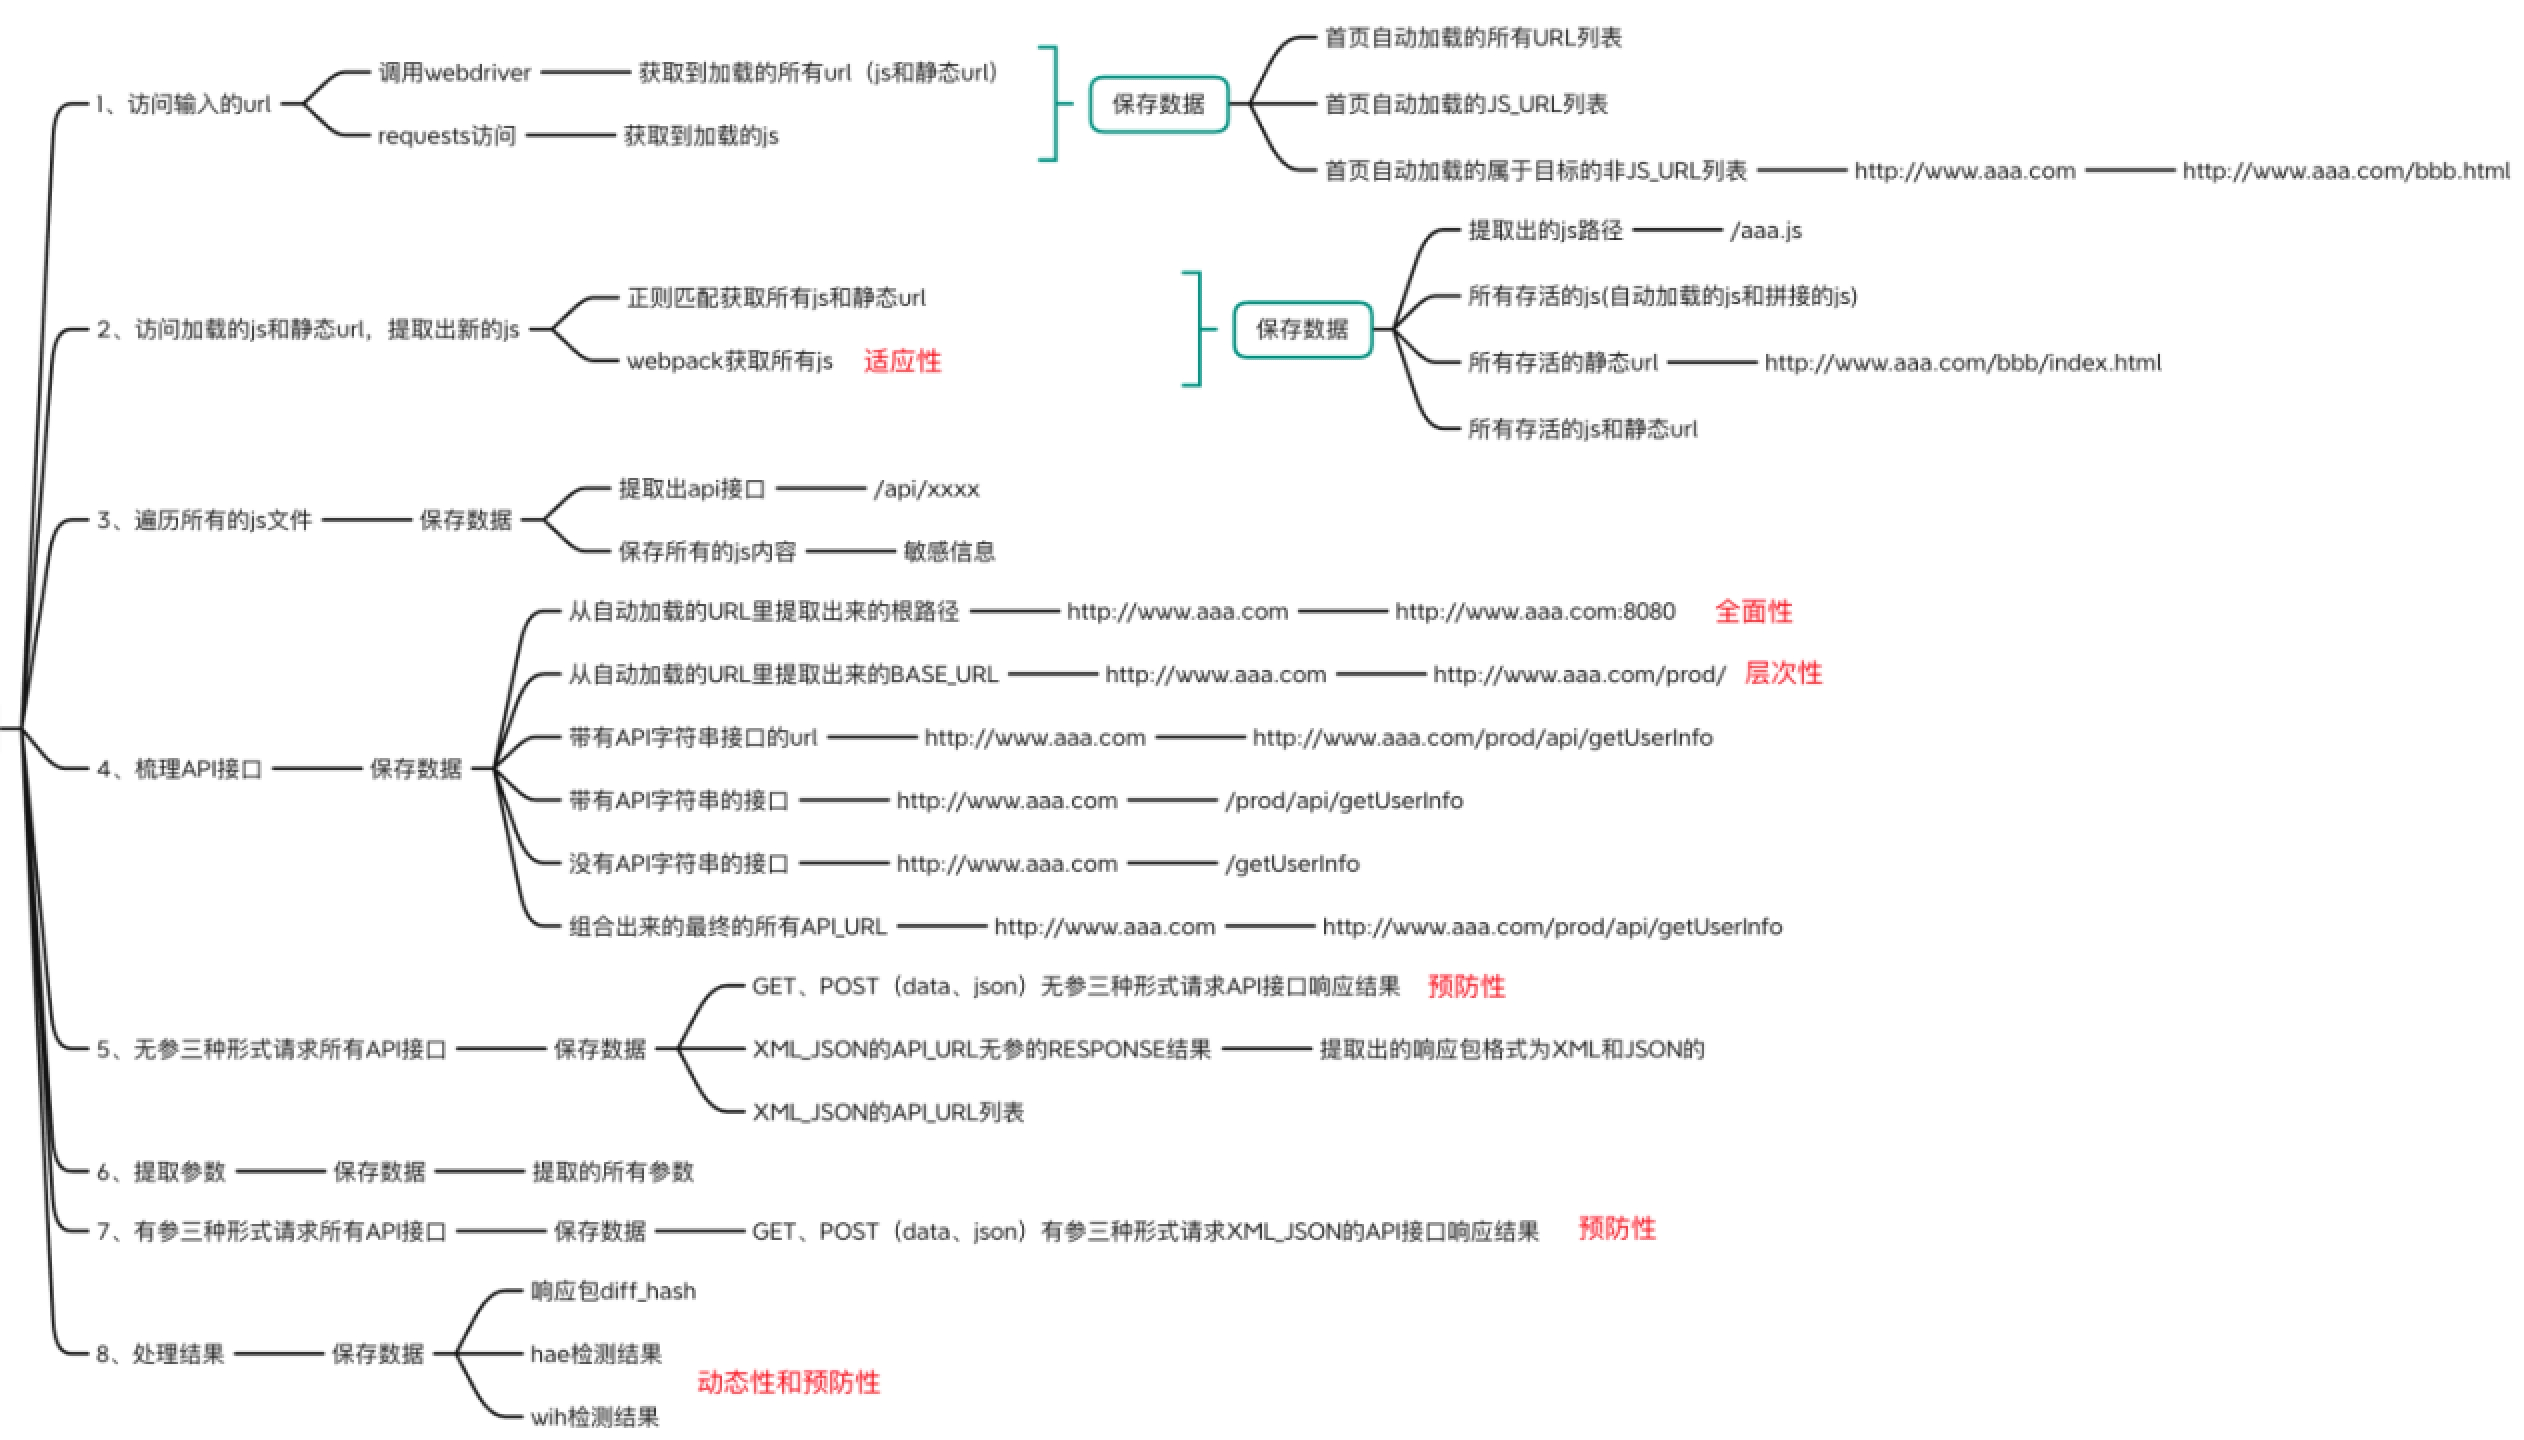 1、访问输入的url
调用webdriver
获取到加载的所有url（js和静态url）
requests访问
获取到加载的js
保存数据
首页自动加载的所有URL列表
首页自动加载的JS_URL列表
首页自动加载的属于目标的非JS_URL列表
http://www.aaa.com
http://www.aaa.com/bbb.html
2、访问加载的js和静态url，提取出新的js
正则匹配获取所有js和静态url
webpack获取所有js
适应性
保存数据
提取出的js路径
/aaa.js
所有存活的js(自动加载的js和拼接的js)
所有存活的静态url
http://www.aaa.com/bbb/index.html
所有存活的js和静态url
3、遍历所有的js文件
保存数据
提取出api接口
/api/xxxx
保存所有的js内容
敏感信息
4、梳理API接口
保存数据
从自动加载的URL里提取出来的根路径
http://www.aaa.com
http://www.aaa.com:8080
全面性
从自动加载的URL里提取出来的BASE_URL
http://www.aaa.com
http://www.aaa.com/prod/
层次性
带有API字符串接口的url
http://www.aaa.com
http://www.aaa.com/prod/api/getUserInfo
带有API字符串的接口
http://www.aaa.com
/prod/api/getUserInfo
没有API字符串的接口
http://www.aaa.com
/getUserInfo
组合出来的最终的所有API_URL
http://www.aaa.com
http://www.aaa.com/prod/api/getUserInfo
5、无参三种形式请求所有API接口
保存数据
GET、POST（data、json）无参三种形式请求API接口响应结果
预防性
XML_JSON的API_URL无参的RESPONSE结果
提取出的响应包格式为XML和JSON的
XML_JSON的API_URL列表
6、提取参数
保存数据
提取的所有参数
7、有参三种形式请求所有API接口
保存数据
GET、POST（data、json）有参三种形式请求XML_JSON的API接口响应结果
预防性
8、处理结果
保存数据
响应包diff_hash
hae检测结果
动态性和预防性
wih检测结果